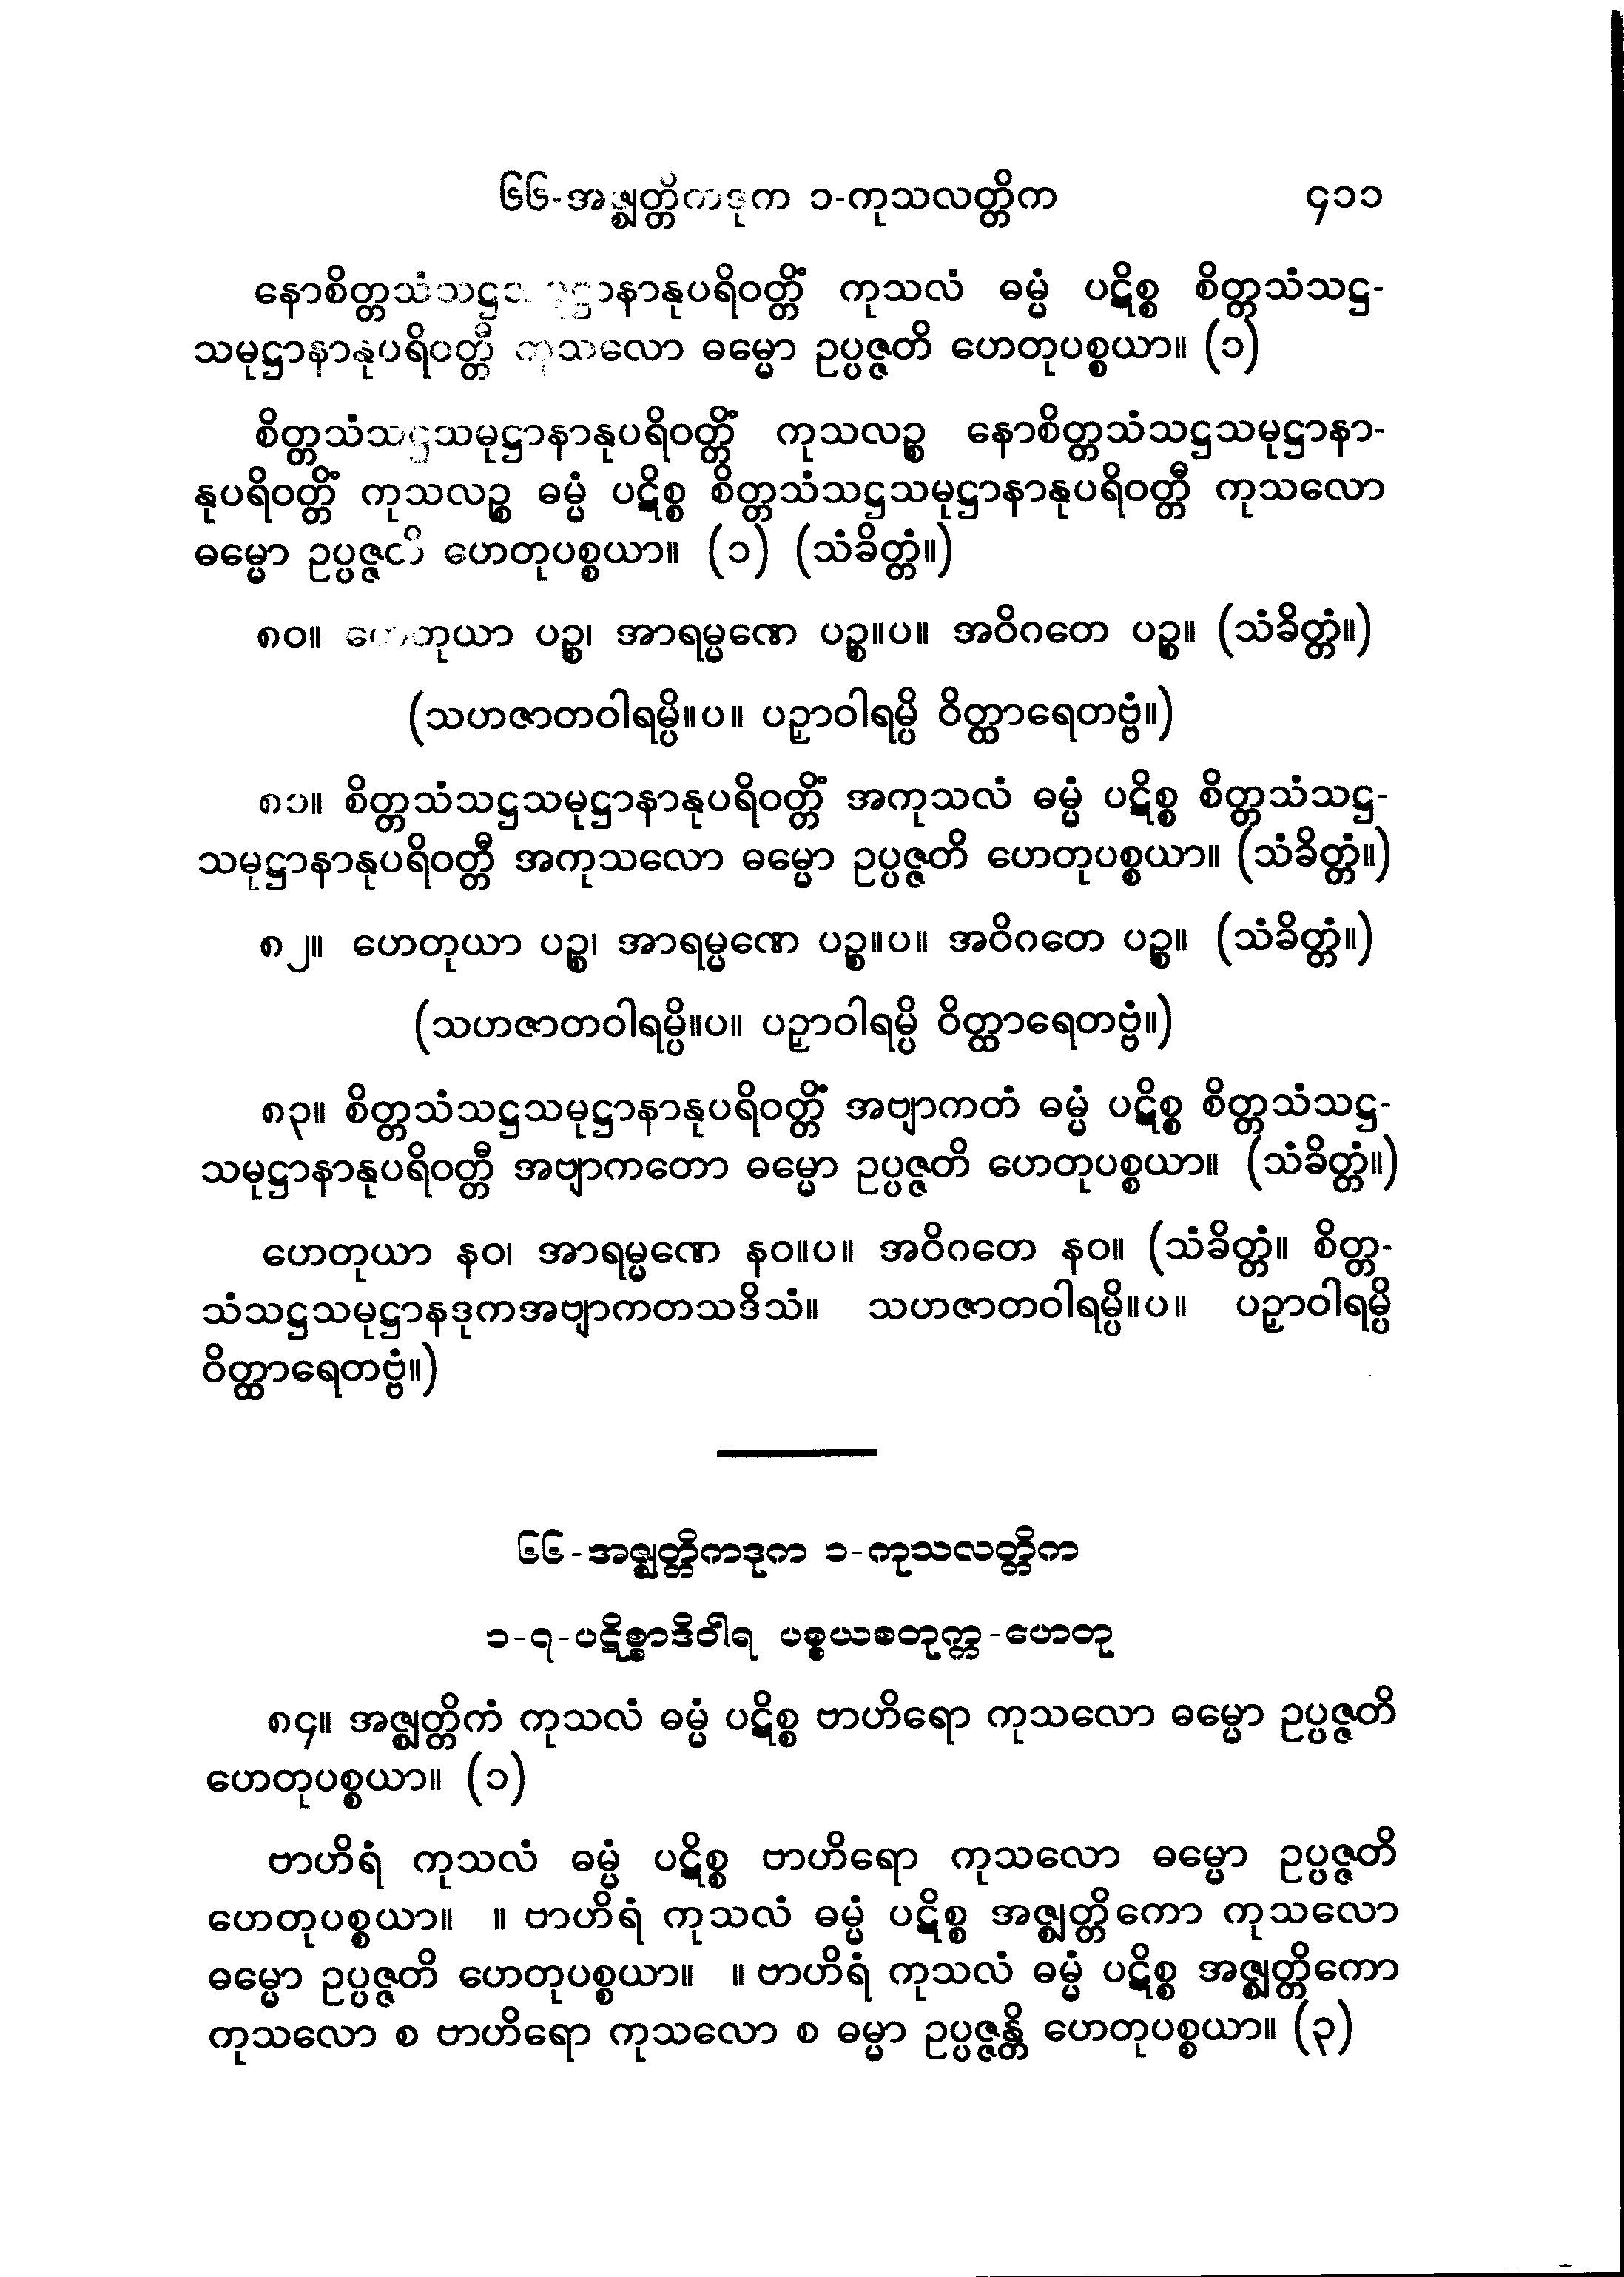 ၆၆-အဇ္ဈတ္တိကဒုက ၁-ကုသလတ္တိက ၄၁၁
နောစိတ္တသံသဋ္ဌသမုဋ္ဌာနာနုပရိဝတ္တိံ ကုသလံ ဓမ္မံ ပဋိစ္စ စိတ္တသံသဋ္ဌ-
သမုဋ္ဌာနာနုပရိဝတ္တီ ကုသလော ဓမ္မော ဥပ္ပဇ္ဇတိ ဟေတုပစ္စယာ။ (၁)
စိတ္တသံသဋ္ဌသမုဋ္ဌာနာနုပရိဝတ္တိံ ကုသလဉ္စ နောစိတ္တသံသဋ္ဌသမုဋ္ဌာနာ-
နုပရိဝတ္တိံ ကုသလဉ္စ ဓမ္မံ ပဋိစ္စ စိတ္တသံသဋ္ဌသမုဋ္ဌာနာနုပရိဝတ္တီ ကုသလော
ဓမ္မော ဥပ္ပဇ္ဇတိ ဟေတုပစ္စယာ။ (၁) (သံခိတ္တံ။)
၈၀။ ဟေတုယာ ပဉ္စ၊ အာရမ္မဏေ ပဉ္စ။ပ။ အဝိဂတေ ပဉ္စ။ (သံခိတ္တံ။)
(သဟဇာတဝါရမ္ပိ။ပ။ ပဉှာဝါရမ္ပိ ဝိတ္ထာရေတဗ္ဗံ။)
၈၁။ စိတ္တသံသဋ္ဌသမုဋ္ဌာနာနုပရိဝတ္တိံ အကုသလံ ဓမ္မံ ပဋိစ္စ စိတ္တသံသဋ္ဌ-
သမုဋ္ဌာနာနုပရိဝတ္တီ အကုသလော ဓမ္မော ဥပ္ပဇ္ဇတိ ဟေတုပစ္စယာ။ (သံခိတ္တံ။)
၈၂။ ဟေတုယာ ပဉ္စ၊ အာရမ္မဏေ ပဉ္စ။ပ။ အဝိဂတေ ပဉ္စ။ (သံခိတ္တံ။)
(သဟဇာတဝါရမ္ပိ။ပ။ ပဉှာဝါရမ္ပိ ဝိတ္ထာရေတဗ္ဗံ။)
၈၃။ စိတ္တသံသဋ္ဌသမုဋ္ဌာနာနုပရိဝတ္တိံ အဗျာကတံ ဓမ္မံ ပဋိစ္စ စိတ္တသံသဋ္ဌ-
သမုဋ္ဌာနာနုပရိဝတ္တီ အဗျာကတော ဓမ္မော ဥပ္ပဇ္ဇတိ ဟေတုပစ္စယာ။ (သံခိတ္တံ။)
ဟေတုယာ နဝ၊ အာရမ္မဏေ နဝ။ပ။ အဝိဂတေ နဝ။ (သံခိတ္တံ။ စိတ္တ-
သံသဋ္ဌသမုဋ္ဌာနဒုကအဗျာကတသဒိသံ။ သဟဇာတဝါရမ္ပိ။ပ။ ပဉှာဝါရမ္ပိ
ဝိတ္ထာရေတဗ္ဗံ။)
၆၆-အဇ္ဈတ္တိကဒုက ၁-ကုသလတ္တိက
၁-၇-ပဋိစ္စာဒိဝါရ ပစ္စယစတုက္က-ဟေတု
၈၄။ အဇ္ဈတ္တိကံ ကုသလံ ဓမ္မံ ပဋိစ္စ ဗာဟိရော ကုသလော ဓမ္မော ဥပ္ပဇ္ဇတိ
ဟေတုပစ္စယာ။ (၁)
ဗာဟိရံ ကုသလံ ဓမ္မံ ပဋိစ္စ ဗာဟိရော ကုသလော ဓမ္မော ဥပ္ပဇ္ဇတိ
ဟေတုပစ္စယာ။ ။ ဗာဟိရံ ကုသလံ ဓမ္မံ ပဋိစ္စ အဇ္ဈတ္တိကော ကုသလော
ဓမ္မော ဥပ္ပဇ္ဇတိ ဟေတုပစ္စယာ။ ။ ဗာဟိရံ ကုသလံ ဓမ္မံ ပဋိစ္စ အဇ္ဈတ္တိကော
ကုသလော စ ဗာဟိရော ကုသလော စ ဓမ္မာ ဥပ္ပဇ္ဇန္တိ ဟေတုပစ္စယာ။ (၃)